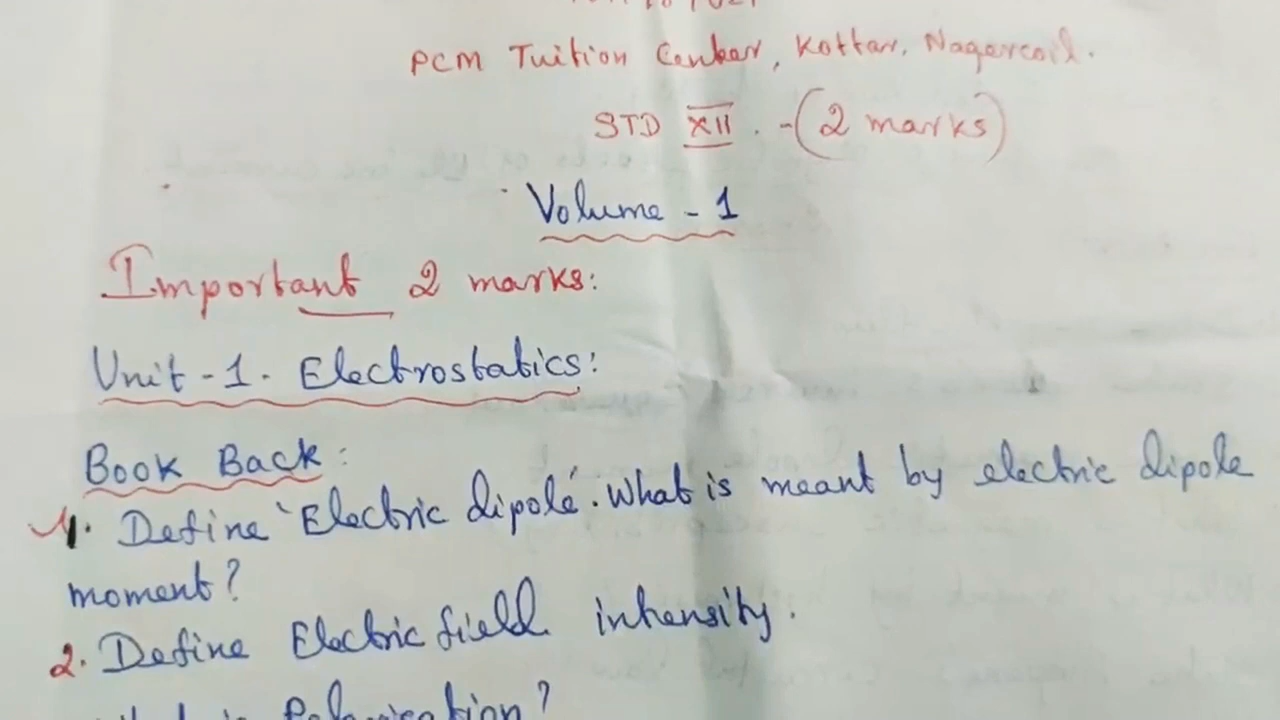 PCM Tuition Center, Kottar, Nagercoil.
STD XII. - (2 marks)
Volume - 1
Important 2 marks:
Unit - 1. Electrostatics:
Book Back:
1. Define 'Electric dipole'. What is meant by electric dipole
moment?
2. Define Electric field intensity.
Polarisation?